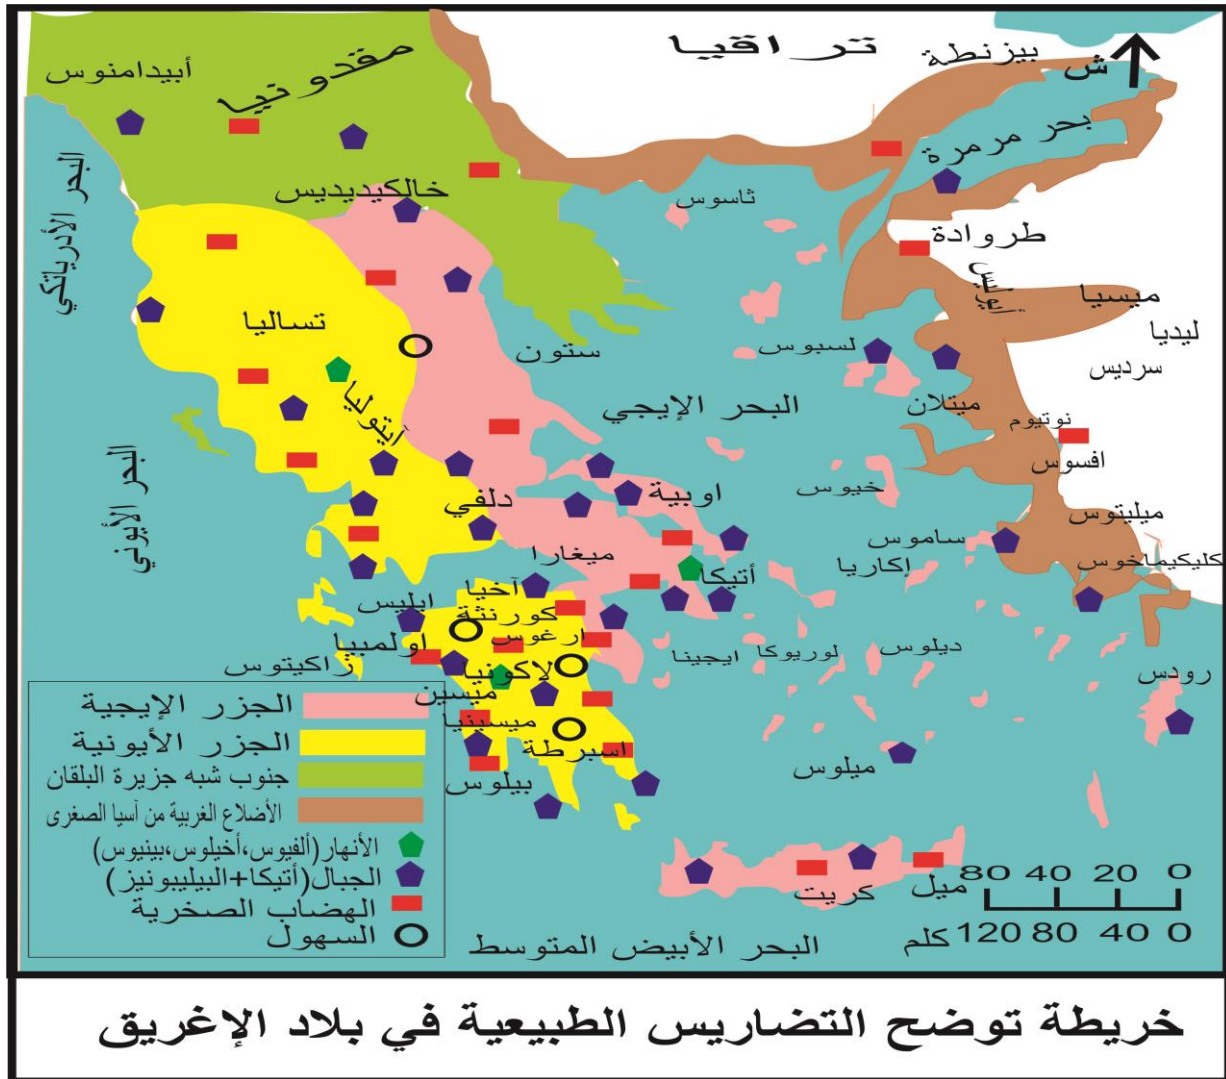 تراقيا
بيزنطة
ش
مقدونيا
أبيدامنوس
بحر مرمرة
البحر الأدرياتكي
خالكيديديس
ثاسوس
طروادة
ميسيا
ليديا
تساليا
ستون
لسبوس
سرديس
البحر الإيجي
ميتلان
نوتيوم
آيتوليا
افسوس
البحر الأيوني
دلفي
اوبية
خيوس
ميليتوس
ميغارا
ساموس
أتيكا
إكاريا
كليكيماخوس
آخيا
ايليس
كورنثة
ارغوس
اولمبيا
زاكيتوس
لاكونيا
ايجينا
لوريوكا
ديلوس
رودس
ميسين
ميسينيا
اسبرطة
بيلوس
ميلوس
الجزر الإيجية
الجزر الأيونية
جنوب شبه جزيرة البلقان
الأضلاع الغربية من آسيا الصغرى
الأنهار(ألفيوس،أخيلوس،بينيوس)
الجبال(أتيكا+البيليبونيز)
الهضاب الصخرية
السهول
كريت
ميل 80 40 20 0
كلم 120 80 40 0
البحر الأبيض المتوسط
خريطة توضح التضاريس الطبيعية في بلاد الإغريق